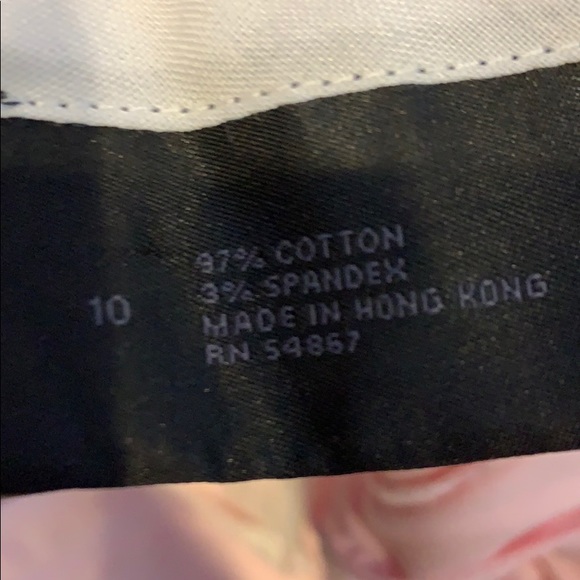 10
97% COTTON
3% SPANDEX
MADE IN HONG KONG
RN 54867